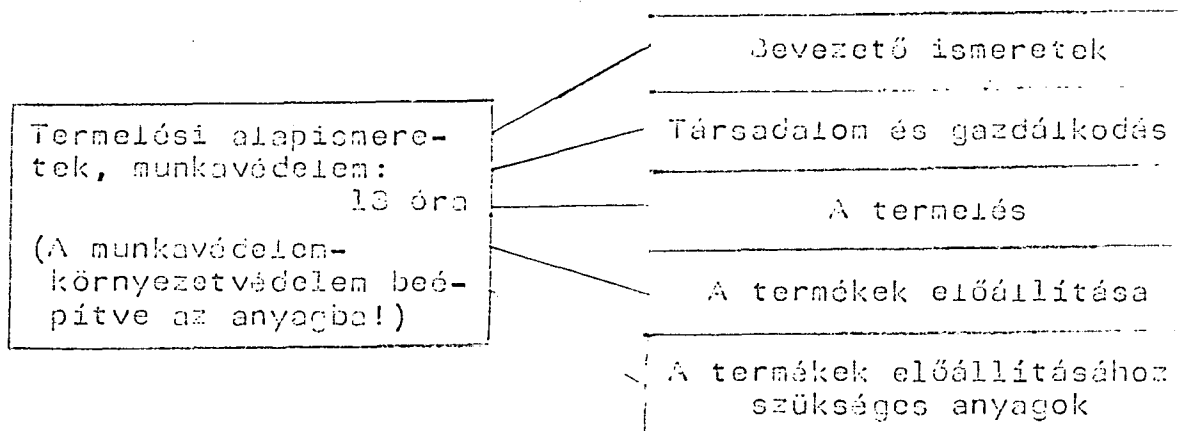 Termelési alapismere-
tek, munkavédelem:
18 óra
(A munkavédelem-
környezetvédelem beé-
pítve az anyagba!)
Bevezető ismeretek
Társadalom és gazdálkodás
A termelés
A termékek előállítása
A termékek előállításához
szükséges anyagok